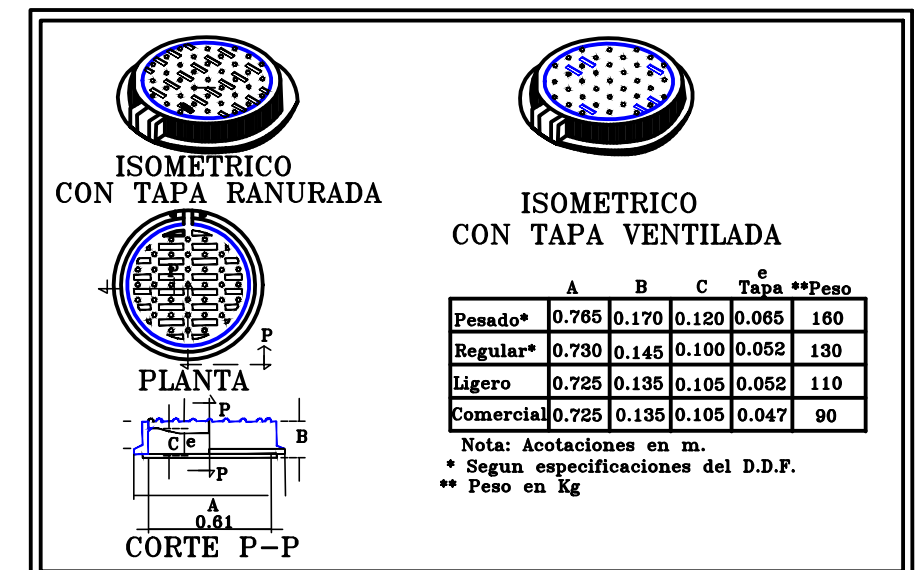 ISOMETRICO
CON TAPA RANURADA
P
P
PLANTA
P
C e
B
P
A
0.61
CORTE P-P
ISOMETRICO
CON TAPA VENTILADA
A B C e Tapa **Peso
Pesado* 0.765 0.170 0.120 0.065 160
Regular* 0.730 0.145 0.100 0.052 130
Ligero 0.725 0.135 0.105 0.052 110
Comercial 0.725 0.135 0.105 0.047 90
Nota: Acotaciones en m.
* Segun especificaciones del D.D.F.
** Peso en Kg